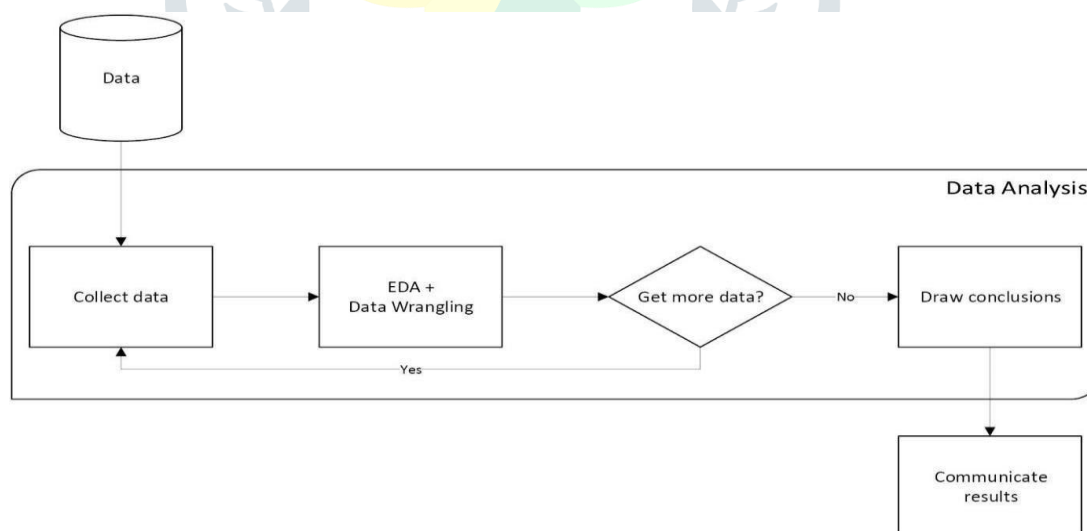 Data
Data Analysis
Collect data
EDA +
Data Wrangling
Get more data?
No
Draw conclusions
Yes
Communicate
results